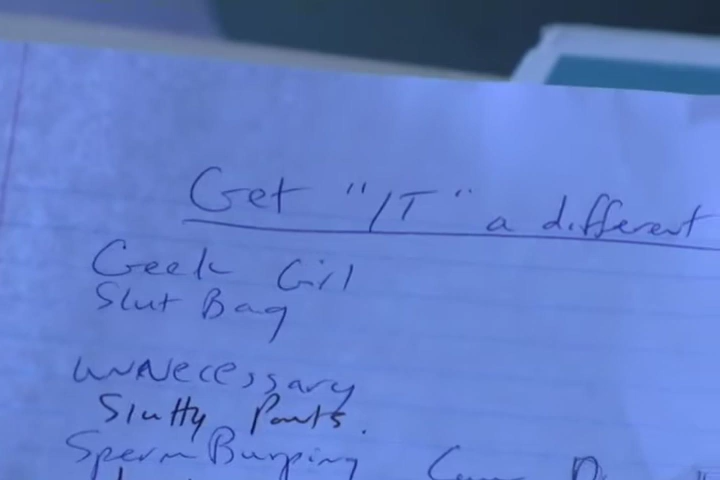 Get "IT" a different
Geek Girl
Slut Bag
unnecessary
Slutty Pants.
Sperm Burping